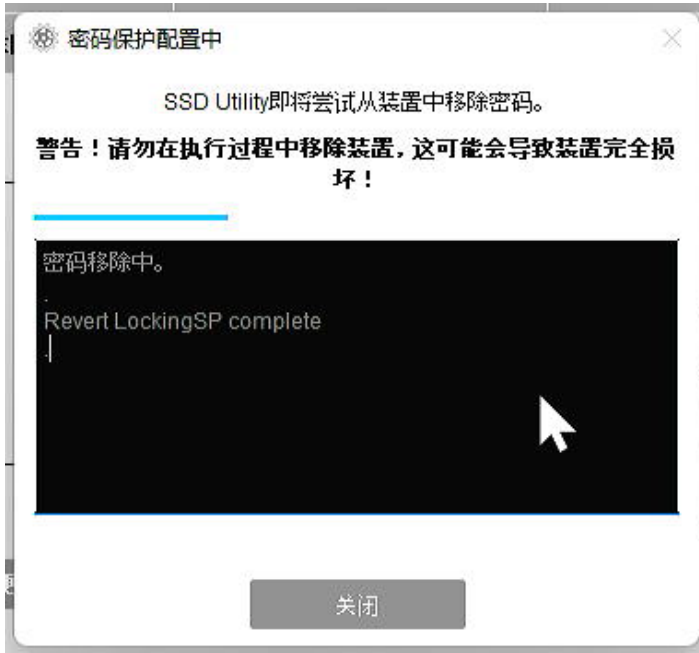 密码保护配置中
SSD Utility即将尝试从装置中移除密码。
警告！请勿在执行过程中移除装置，这可能会导致装置完全损
坏！
密码移除中。
.
Revert LockingSP complete
.
关闭